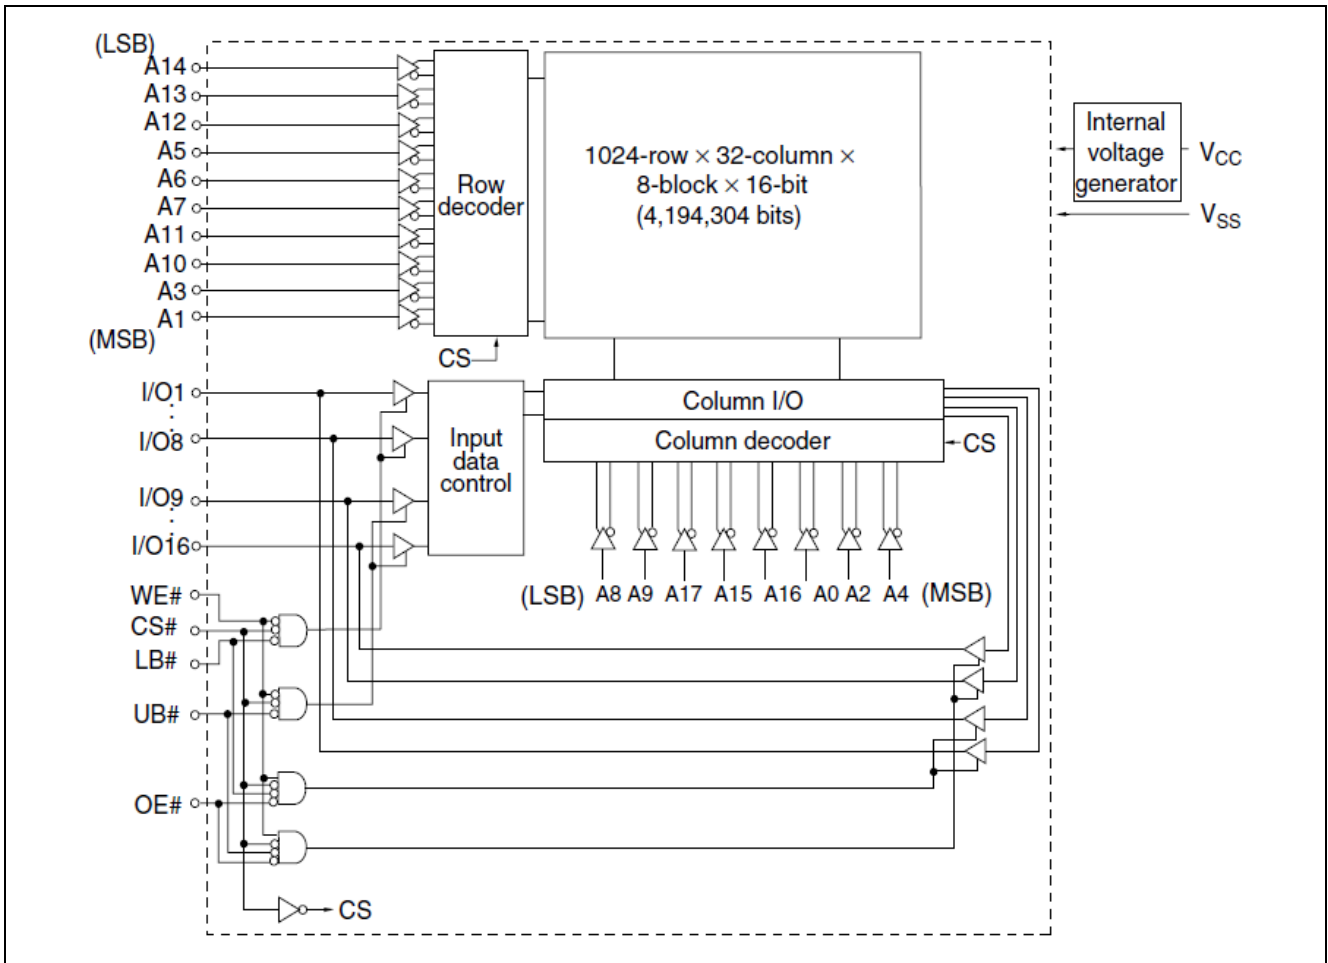 (LSB)
A14
A13
A12
A5
A6
A7
A11
A10
A3
A1
(MSB)
Row
decoder
CS
1024-row × 32-column ×
8-block × 16-bit
(4,194,304 bits)
Internal
voltage
generator
VCC
VSS
I/O1
I/O8
I/O9
I/O16
Input
data
control
Column I/O
Column decoder
CS
(LSB) A8 A9 A17 A15 A16 A0 A2 A4 (MSB)
WE#
CS#
LB#
UB#
OE#
CS